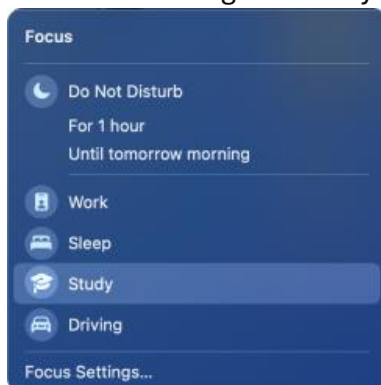 Focus
Do Not Disturb
For 1 hour
Until tomorrow morning
Work
Sleep
Study
Driving
Focus Settings...